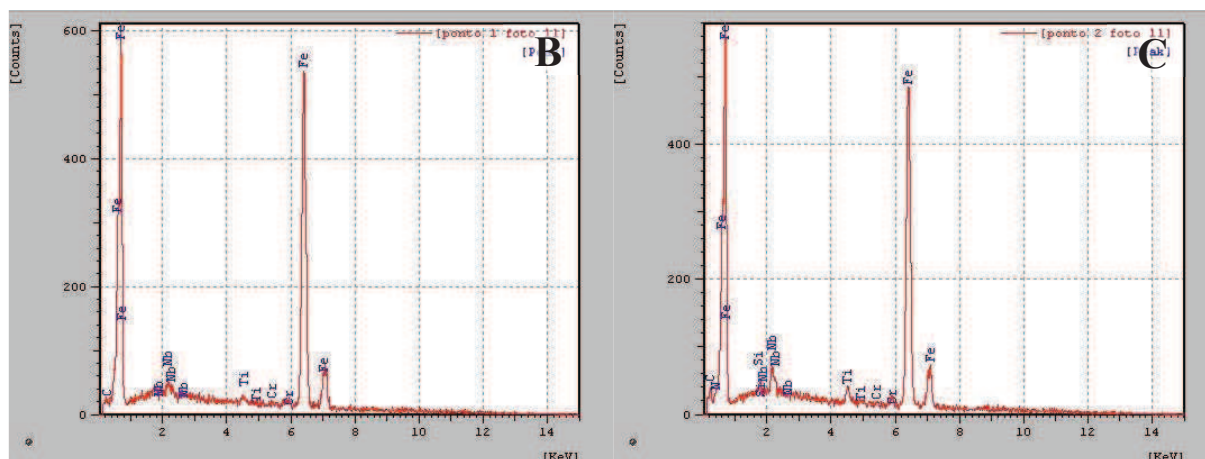 [Counts]
600
400
200
0
Fe
Fe
Fe
C
Nb
Nb
Nb
Nb
Ti
Ti
Cr
Cr
Fe
Fe
2
4
6
8
10
12
14
[KeV]
[ponto 1 foto 11]
B
[Counts]
400
200
0
Fe
Fe
Fe
C
N
Si
Si
Nb
Nb
Nb
Nb
Ti
Ti
Cr
Cr
Fe
Fe
2
4
6
8
10
12
14
[KeV]
[ponto 2 foto 11]
C